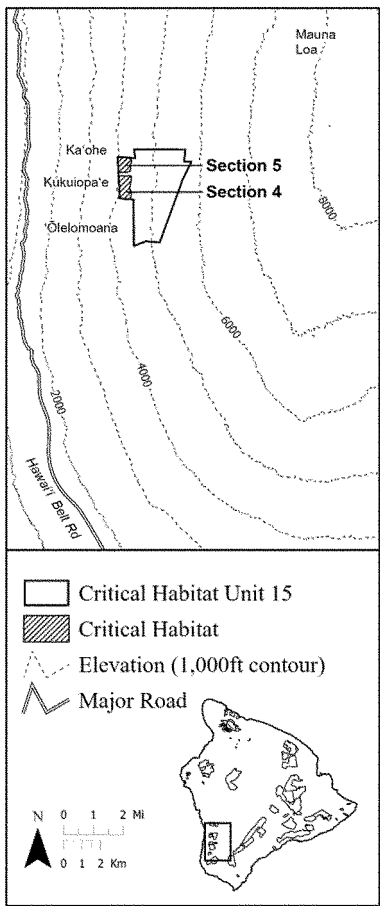 Mauna
Loa
Ka'ohe
Section 5
Kukuiopa'e
Section 4
'Olelomoana
8000
6000
4000
2000
Hawai'i Belt Rd
Critical Habitat Unit 15
Critical Habitat
Elevation (1,000ft contour)
Major Road
N
0 1 2 Mi
0 1 2 Km